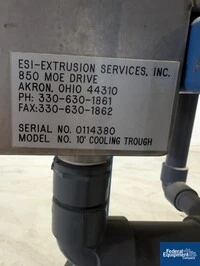 ESI-EXTRUSION SERVICES, INC.
850 MOE DRIVE
AKRON, OHIO 44310
PH: 330-630-1861
FAX:330-630-1862
SERIAL NO. 0114380
MODEL NO. 10' COOLING TROUGH
Federal Equipment